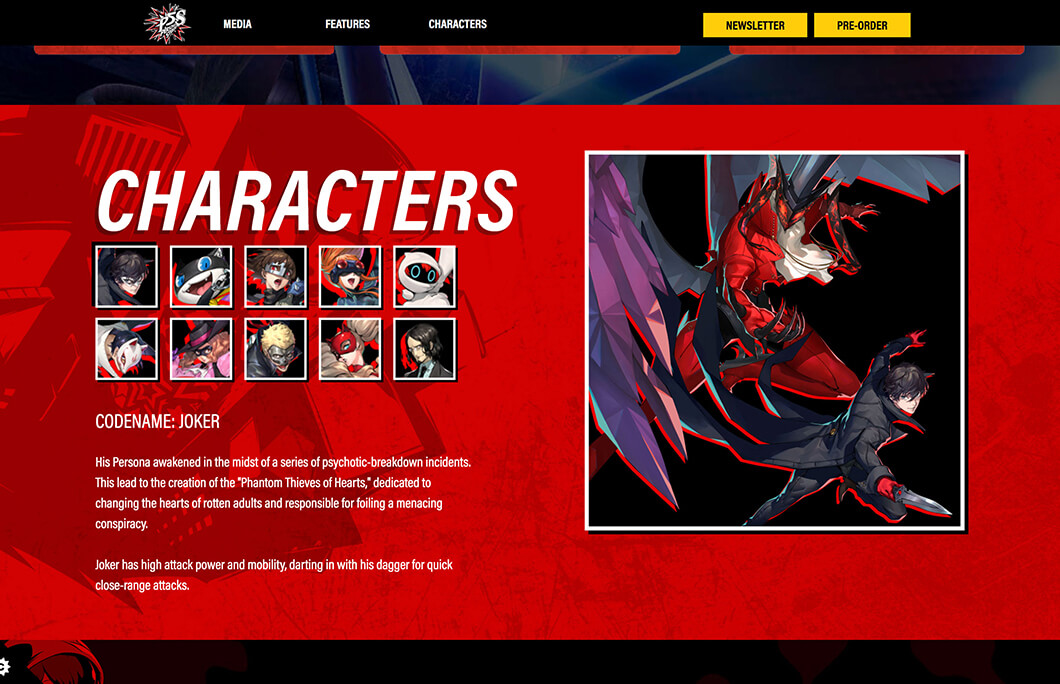 P5S
MEDIA
FEATURES
CHARACTERS
NEWSLETTER
PRE-ORDER
CHARACTERS
CODENAME: JOKER
His Persona awakened in the midst of a series of psychotic-breakdown incidents.
This lead to the creation of the "Phantom Thieves of Hearts," dedicated to
changing the hearts of rotten adults and responsible for foiling a menacing
conspiracy.
Joker has high attack power and mobility, darting in with his dagger for quick
close-range attacks.